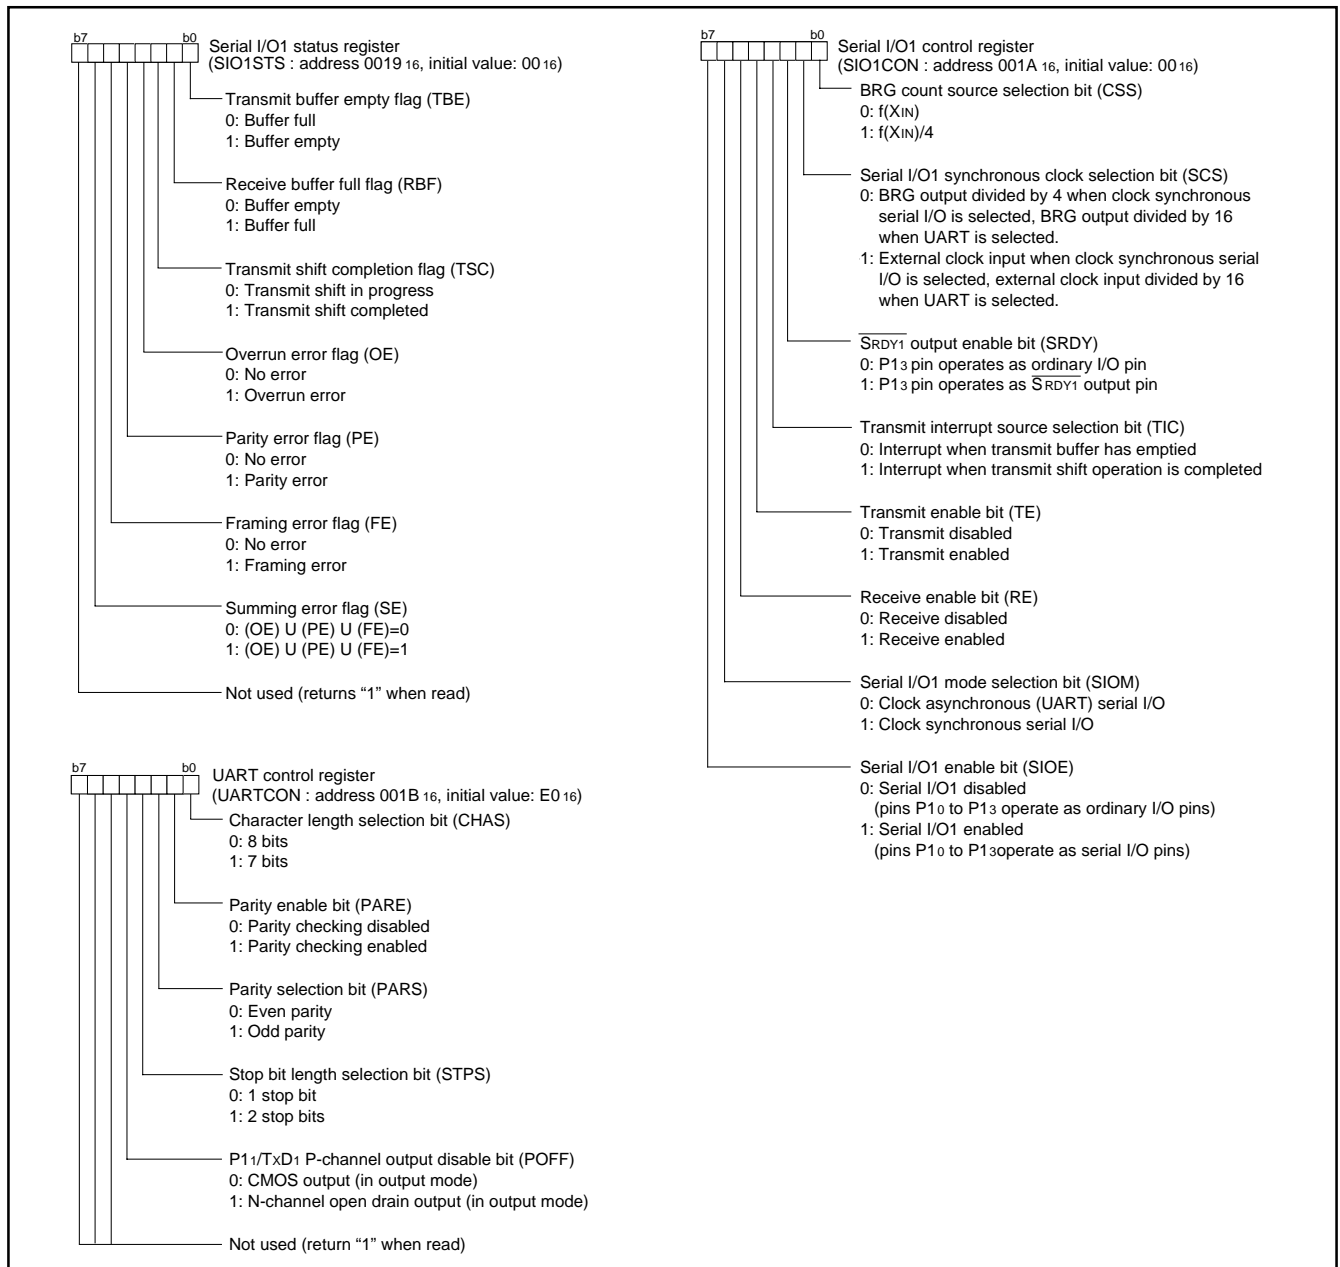 b7 b0
Serial I/O1 status register
(SIO1STS : address 0019 16, initial value: 00 16)
Transmit buffer empty flag (TBE)
0: Buffer full
1: Buffer empty
Receive buffer full flag (RBF)
0: Buffer empty
1: Buffer full
Transmit shift completion flag (TSC)
0: Transmit shift in progress
1: Transmit shift completed
Overrun error flag (OE)
0: No error
1: Overrun error
Parity error flag (PE)
0: No error
1: Parity error
Framing error flag (FE)
0: No error
1: Framing error
Summing error flag (SE)
0: (OE) U (PE) U (FE)=0
1: (OE) U (PE) U (FE)=1
Not used (returns “1” when read)
b7 b0
UART control register
(UARTCON : address 001B 16, initial value: E0 16)
Character length selection bit (CHAS)
0: 8 bits
1: 7 bits
Parity enable bit (PARE)
0: Parity checking disabled
1: Parity checking enabled
Parity selection bit (PARS)
0: Even parity
1: Odd parity
Stop bit length selection bit (STPS)
0: 1 stop bit
1: 2 stop bits
P11/TxD1 P-channel output disable bit (POFF)
0: CMOS output (in output mode)
1: N-channel open drain output (in output mode)
Not used (return “1” when read)
b7 b0
Serial I/O1 control register
(SIO1CON : address 001A 16, initial value: 00 16)
BRG count source selection bit (CSS)
0: f(XIN)
1: f(XIN)/4
Serial I/O1 synchronous clock selection bit (SCS)
0: BRG output divided by 4 when clock synchronous
serial I/O is selected, BRG output divided by 16
when UART is selected.
1: External clock input when clock synchronous serial
I/O is selected, external clock input divided by 16
when UART is selected.
SRDY1 output enable bit (SRDY)
0: P13 pin operates as ordinary I/O pin
1: P13 pin operates as SRDY1 output pin
Transmit interrupt source selection bit (TIC)
0: Interrupt when transmit buffer has emptied
1: Interrupt when transmit shift operation is completed
Transmit enable bit (TE)
0: Transmit disabled
1: Transmit enabled
Receive enable bit (RE)
0: Receive disabled
1: Receive enabled
Serial I/O1 mode selection bit (SIOM)
0: Clock asynchronous (UART) serial I/O
1: Clock synchronous serial I/O
Serial I/O1 enable bit (SIOE)
0: Serial I/O1 disabled
(pins P10 to P13 operate as ordinary I/O pins)
1: Serial I/O1 enabled
(pins P10 to P13operate as serial I/O pins)